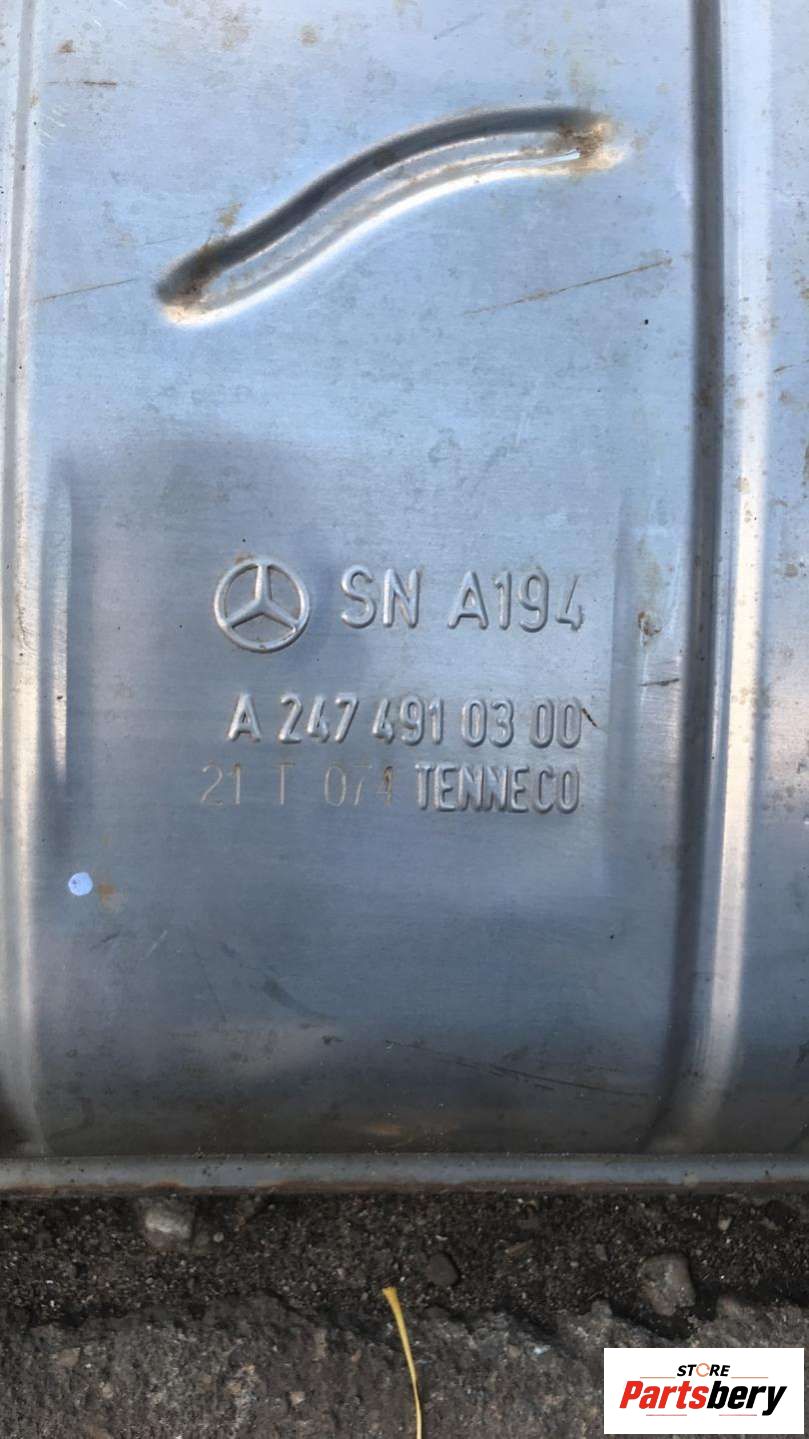 SN A194
A 247 491 03 00
21 T 074 TENNECO
STORE
Partsbery